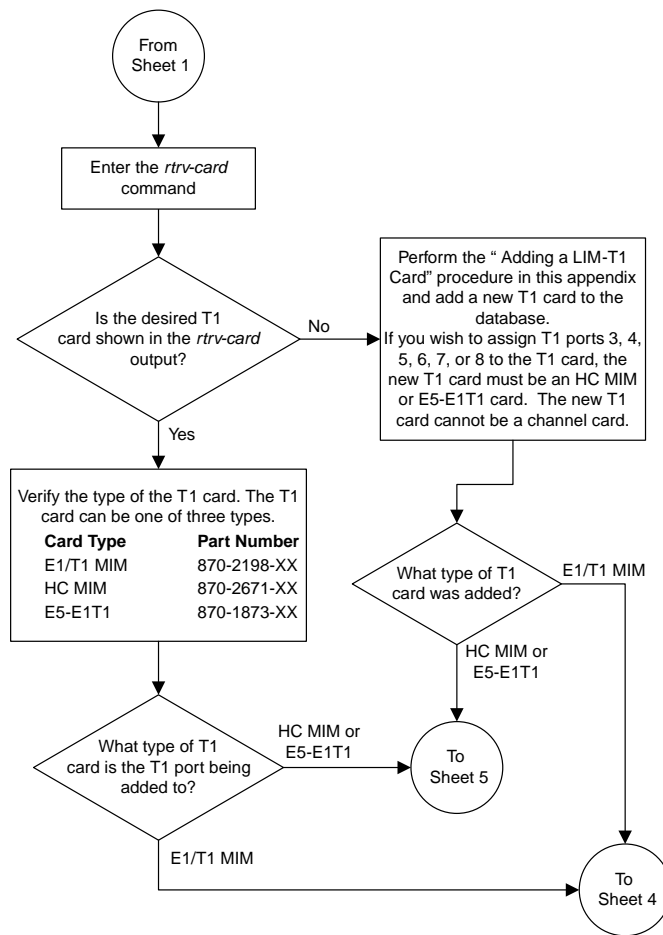 From
Sheet 1
Enter the rtrv-card
command
Is the desired T1
card shown in the rtrv-card
output?
No
Yes
Perform the “ Adding a LIM-T1
Card” procedure in this appendix
and add a new T1 card to the
database.
If you wish to assign T1 ports 3, 4,
5, 6, 7, or 8 to the T1 card, the
new T1 card must be an HC MIM
or E5-E1T1 card.  The new T1
card cannot be a channel card.
Verify the type of the T1 card. The T1
card can be one of three types.
Card Type Part Number
E1/T1 MIM 870-2198-XX
HC MIM 870-2671-XX
E5-E1T1 870-1873-XX
What type of T1
card was added?
E1/T1 MIM
HC MIM or
E5-E1T1
What type of T1
card is the T1 port being
added to?
HC MIM or
E5-E1T1
To
Sheet 5
E1/T1 MIM
To
Sheet 4